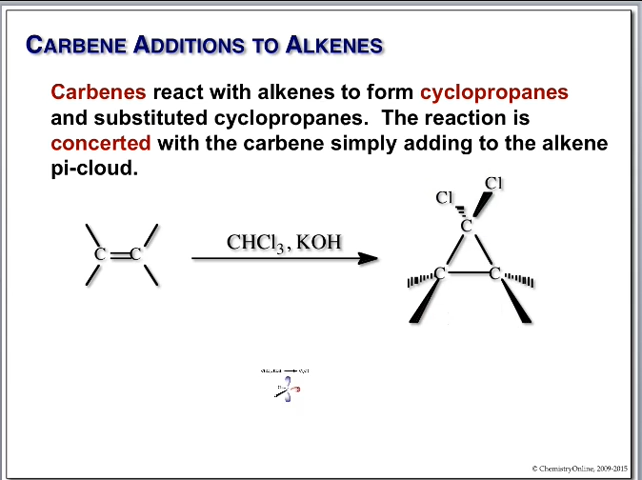 CARBENE ADDITIONS TO ALKENES
Carbenes react with alkenes to form cyclopropanes
and substituted cyclopropanes. The reaction is
concerted with the carbene simply adding to the alkene
pi-cloud.
Cl Cl
C=C
CHCl₃, KOH
C
C C
© ChemistryOnline, 2009-2015